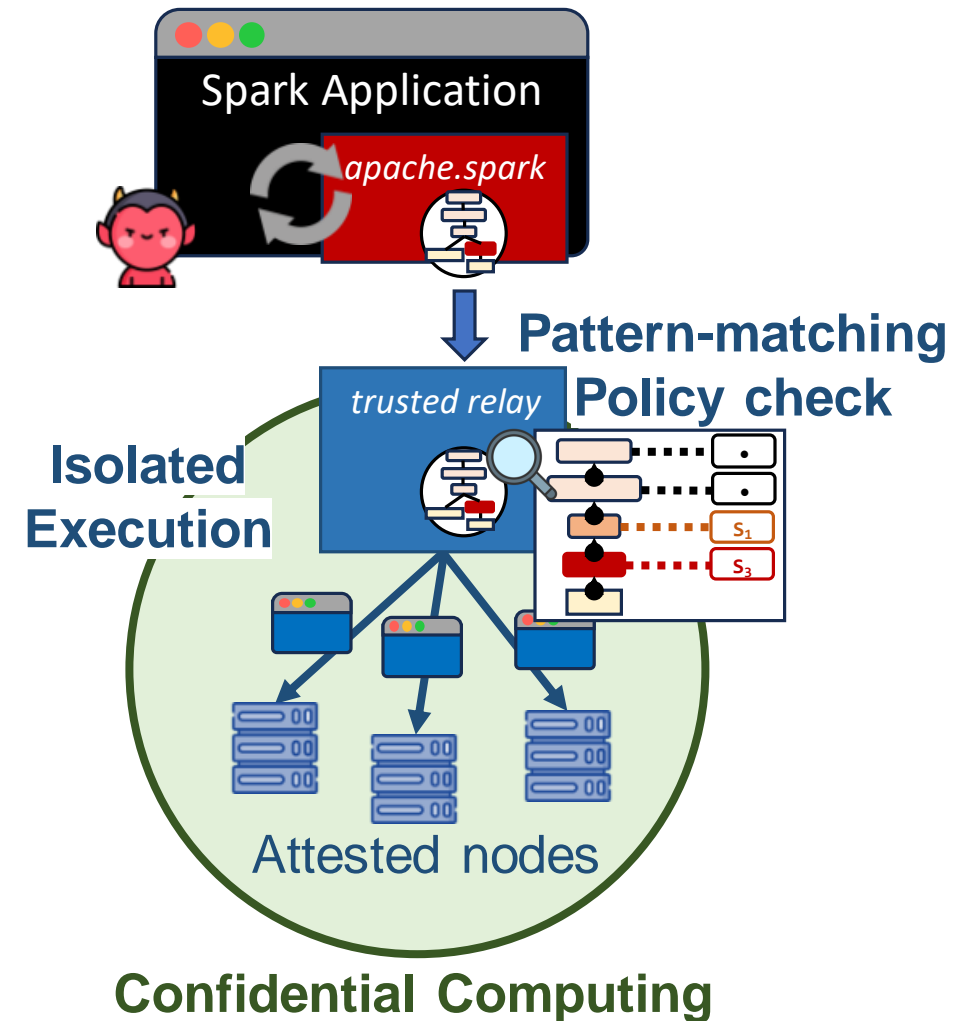 Spark Application
apache.spark
Pattern-matching
Policy check
trusted relay
Isolated
Execution
•
•
S₁
S₃
Attested nodes
Confidential Computing